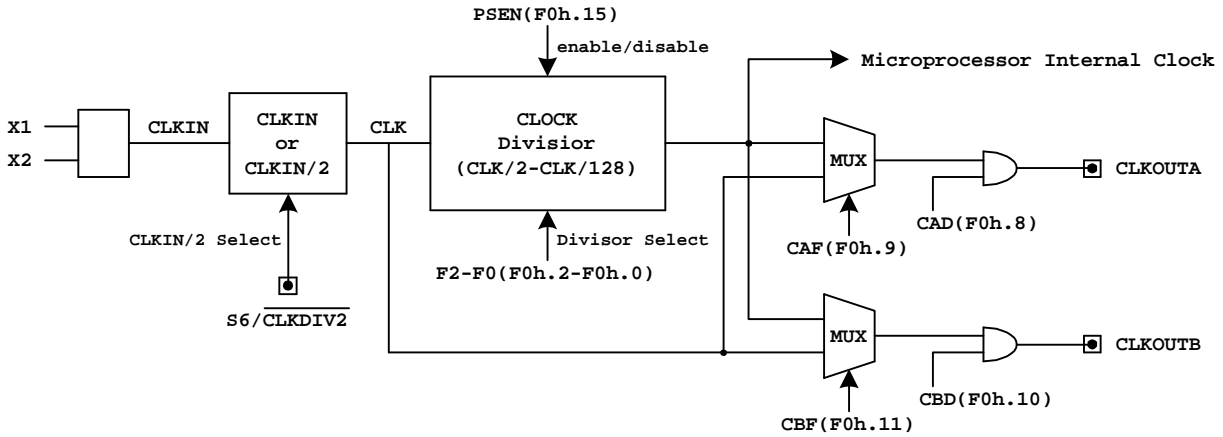 PSEN(F0h.15)
enable/disable
Microprocessor Internal Clock
X1
X2
CLKIN
CLKIN
or
CLKIN/2
CLK
CLOCK
Divisior
(CLK/2-CLK/128)
MUX
CLKOUTA
CAD(F0h.8)
CAF(F0h.9)
CLKIN/2 Select
Divisor Select
F2-F0(F0h.2-F0h.0)
S6/CLKDIV2
MUX
CLKOUTB
CBD(F0h.10)
CBF(F0h.11)